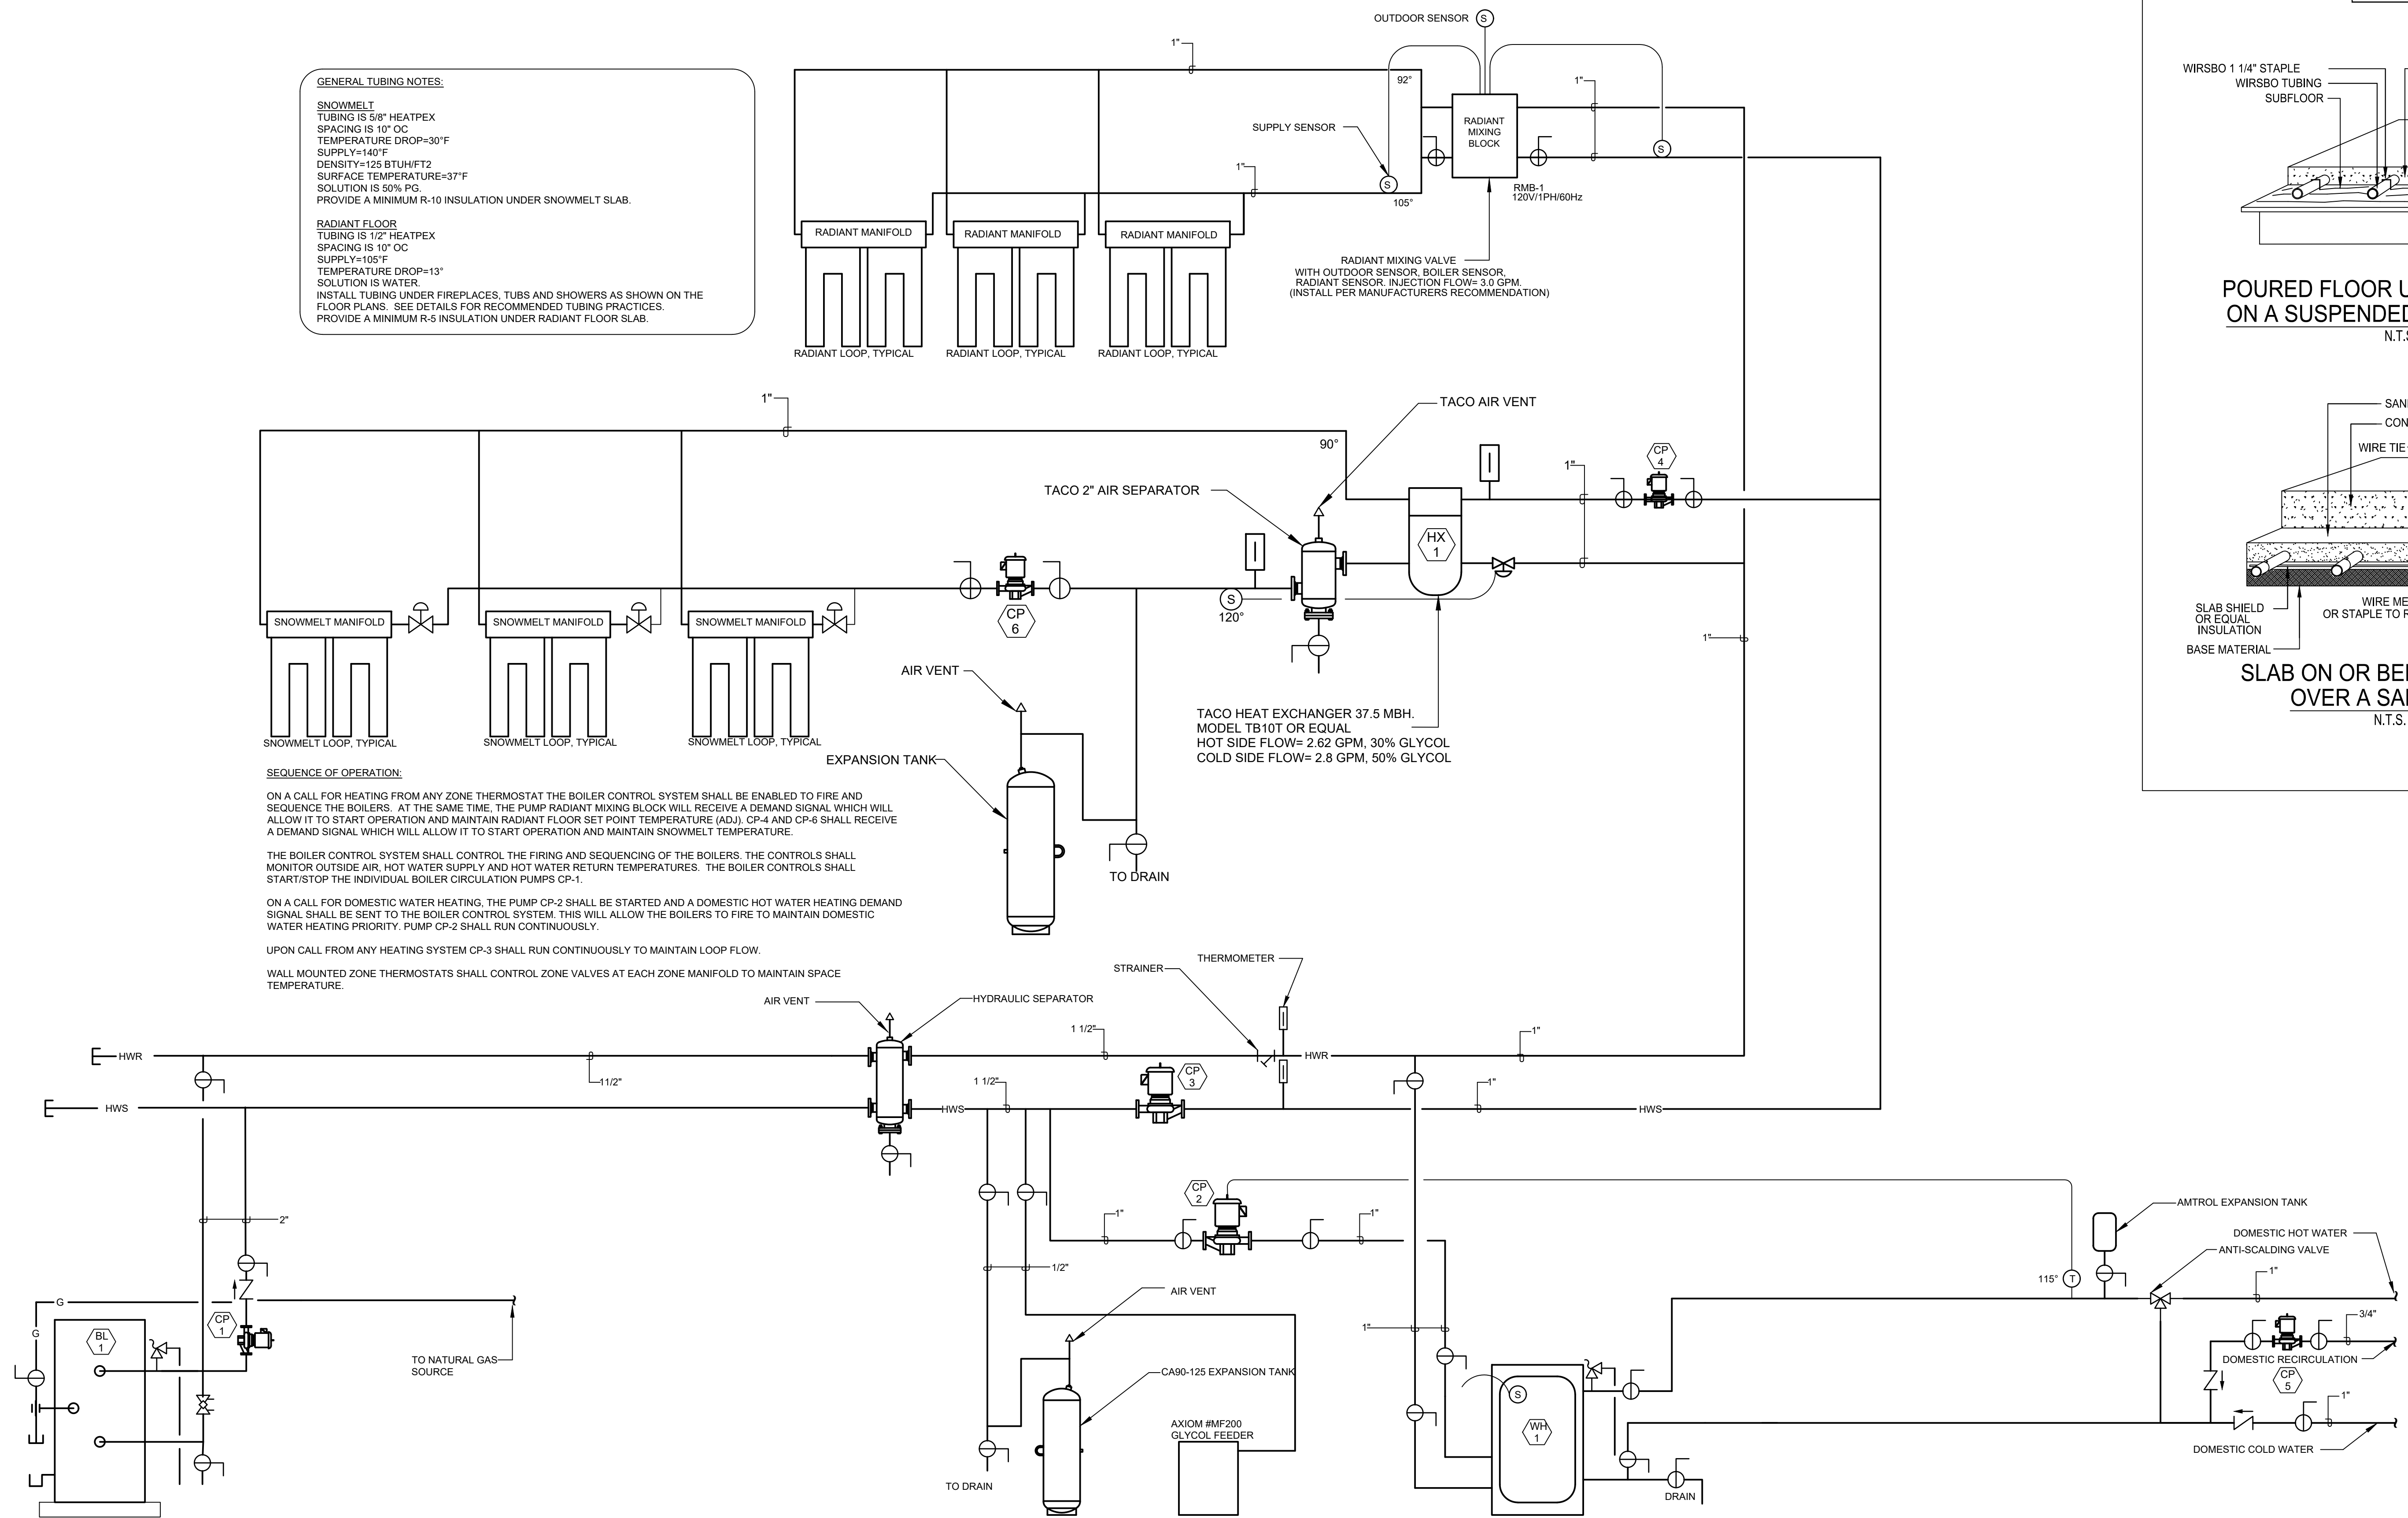 OUTDOOR SENSOR
S
1"
92°
1"
SUPPLY SENSOR
1"
S
105°
RADIANT
MIXING
BLOCK
S
RMB-1
120V/1PH/60Hz
RADIANT MIXING VALVE
WITH OUTDOOR SENSOR, BOILER SENSOR,
RADIANT SENSOR. INJECTION FLOW= 3.0 GPM.
(INSTALL PER MANUFACTURERS RECOMMENDATION)
GENERAL TUBING NOTES:
SNOWMELT
TUBING IS 5/8" HEATPEX
SPACING IS 10" OC
TEMPERATURE DROP=30°F
SUPPLY=140°F
DENSITY=125 BTUH/FT2
SURFACE TEMPERATURE=37°F
SOLUTION IS 50% PG.
PROVIDE A MINIMUM R-10 INSULATION UNDER SNOWMELT SLAB.
RADIANT FLOOR
TUBING IS 1/2" HEATPEX
SPACING IS 10" OC
SUPPLY=105°F
TEMPERATURE DROP=13°
SOLUTION IS WATER.
INSTALL TUBING UNDER FIREPLACES, TUBS AND SHOWERS AS SHOWN ON THE
FLOOR PLANS. SEE DETAILS FOR RECOMMENDED TUBING PRACTICES.
PROVIDE A MINIMUM R-5 INSULATION UNDER RADIANT FLOOR SLAB.
RADIANT MANIFOLD
RADIANT MANIFOLD
RADIANT MANIFOLD
RADIANT LOOP, TYPICAL
RADIANT LOOP, TYPICAL
RADIANT LOOP, TYPICAL
WIRSBO 1 1/4" STAPLE
WIRSBO TUBING
SUBFLOOR
POURED FLOOR
ON A SUSPENDED
SLAB SHIELD
OR EQUAL
INSULATION
WIRE TIE
BASE MATERIAL
OR STAPLE TO
SLAB ON OR
OVER A
N.T.S.
1"
90°
TACO AIR VENT
TACO 2" AIR SEPARATOR
1"
CP
4
HX
1
S
120°
CP
6
SNOWMELT MANIFOLD
SNOWMELT MANIFOLD
SNOWMELT MANIFOLD
SNOWMELT LOOP, TYPICAL
SNOWMELT LOOP, TYPICAL
SNOWMELT LOOP, TYPICAL
1"
AIR VENT
EXPANSION TANK
TO DRAIN
TACO HEAT EXCHANGER 37.5 MBH.
MODEL TB10T OR EQUAL
HOT SIDE FLOW= 2.62 GPM, 30% GLYCOL
COLD SIDE FLOW= 2.8 GPM, 50% GLYCOL
SEQUENCE OF OPERATION:
ON A CALL FOR HEATING FROM ANY ZONE THERMOSTAT THE BOILER CONTROL SYSTEM SHALL BE ENABLED TO FIRE AND
SEQUENCE THE BOILERS. AT THE SAME TIME, THE PUMP RADIANT MIXING BLOCK WILL RECEIVE A DEMAND SIGNAL WHICH WILL
ALLOW IT TO START OPERATION AND MAINTAIN RADIANT FLOOR SET POINT TEMPERATURE (ADJ). CP-4 AND CP-6 SHALL RECEIVE
A DEMAND SIGNAL WHICH WILL ALLOW IT TO START OPERATION AND MAINTAIN SNOWMELT TEMPERATURE.
THE BOILER CONTROL SYSTEM SHALL CONTROL THE FIRING AND SEQUENCING OF THE BOILERS. THE CONTROLS SHALL
MONITOR OUTSIDE AIR, HOT WATER SUPPLY AND HOT WATER RETURN TEMPERATURES. THE BOILER CONTROLS SHALL
START/STOP THE INDIVIDUAL BOILER CIRCULATION PUMPS CP-1.
ON A CALL FOR DOMESTIC WATER HEATING, THE PUMP CP-2 SHALL BE STARTED AND A DOMESTIC HOT WATER HEATING DEMAND
SIGNAL SHALL BE SENT TO THE BOILER CONTROL SYSTEM. THIS WILL ALLOW THE BOILERS TO FIRE TO MAINTAIN DOMESTIC
WATER HEATING PRIORITY. PUMP CP-2 SHALL RUN CONTINUOUSLY.
UPON CALL FROM ANY HEATING SYSTEM CP-3 SHALL RUN CONTINUOUSLY TO MAINTAIN LOOP FLOW.
WALL MOUNTED ZONE THERMOSTATS SHALL CONTROL ZONE VALVES AT EACH ZONE MANIFOLD TO MAINTAIN SPACE
TEMPERATURE.
STRAINER
THERMOMETER
AIR VENT
HYDRAULIC SEPARATOR
HWR
11/2"
1 1/2"
HWR
1"
HWS
HWS
1 1/2"
CP
3
1"
HWS
2"
1/2"
1"
CP
2
1"
115°
T
AMTROL EXPANSION TANK
DOMESTIC HOT WATER
ANTI-SCALDING VALVE
1"
3/4"
DOMESTIC RECIRCULATION
CP
5
1"
DOMESTIC COLD WATER
G
G
BL
1
CP
1
TO NATURAL GAS
SOURCE
AIR VENT
CA90-125 EXPANSION TANK
AXIOM #MF200
GLYCOL FEEDER
TO DRAIN
1"
S
WH
1
DRAIN